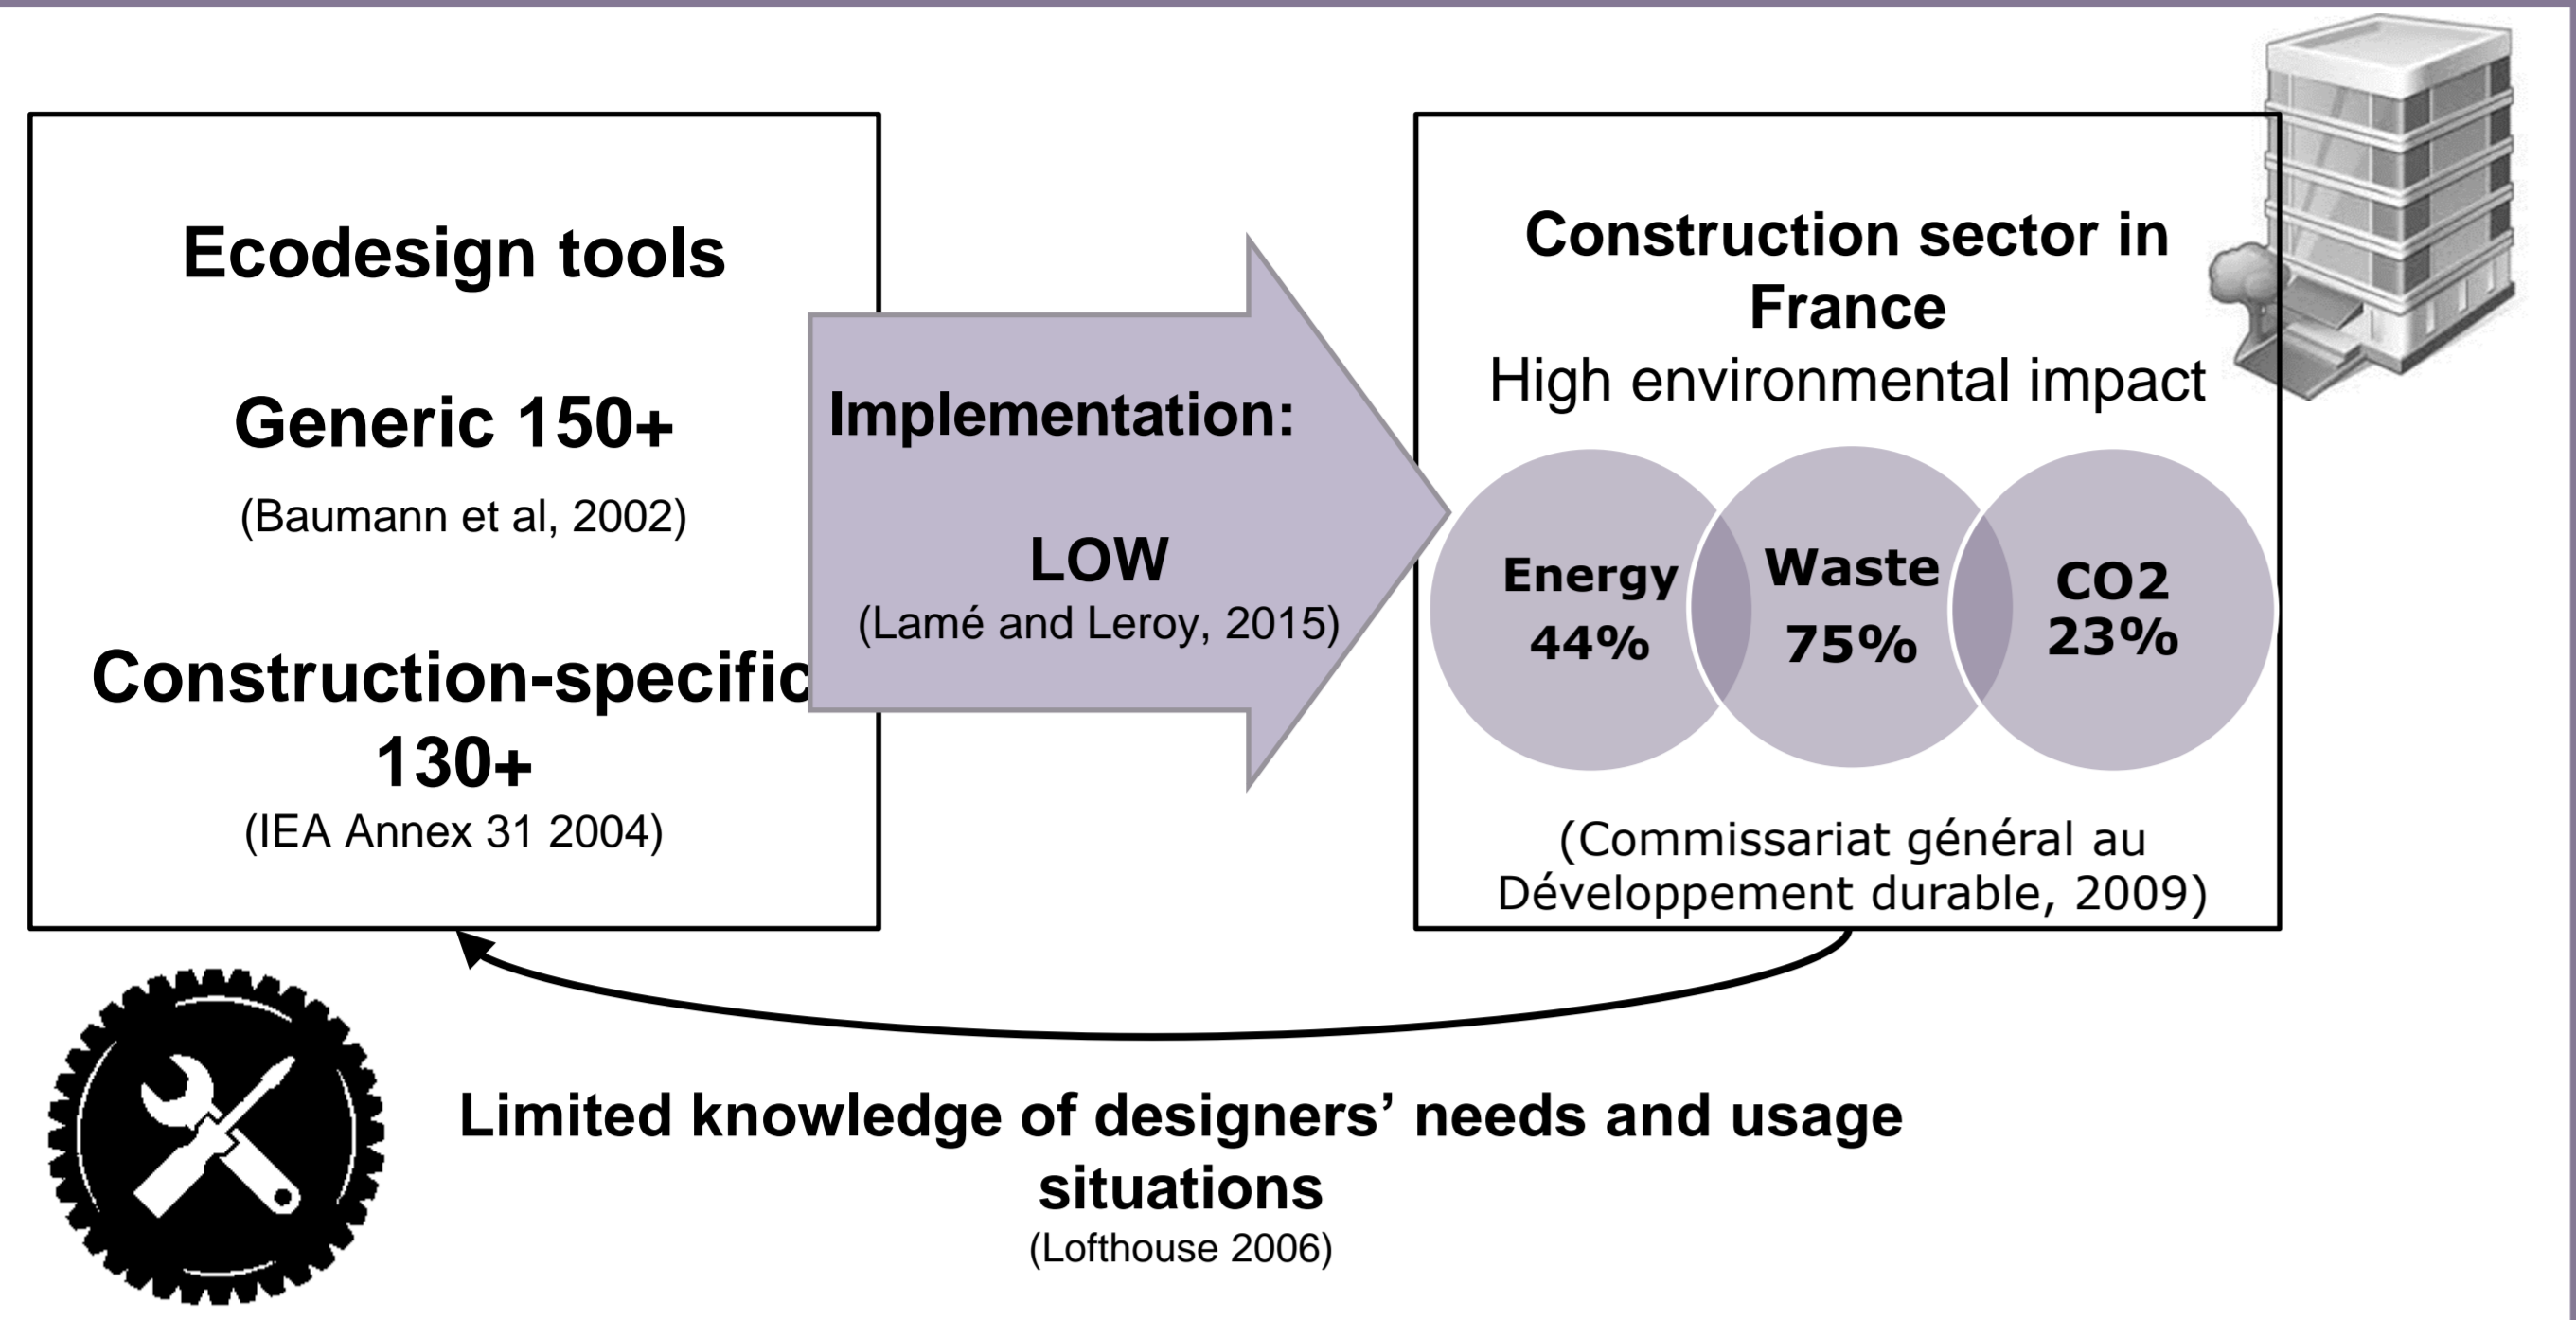 Ecodesign tools
Generic 150+
(Baumann et al, 2002)
Construction-specific
130+
(IEA Annex 31 2004)
Implementation:
LOW
(Lamé and Leroy, 2015)
Construction sector in
France
High environmental impact
Energy
44%
Waste
75%
CO2
23%
(Commissariat général au
Développement durable, 2009)
Limited knowledge of designers’ needs and usage
situations
(Lofthouse 2006)